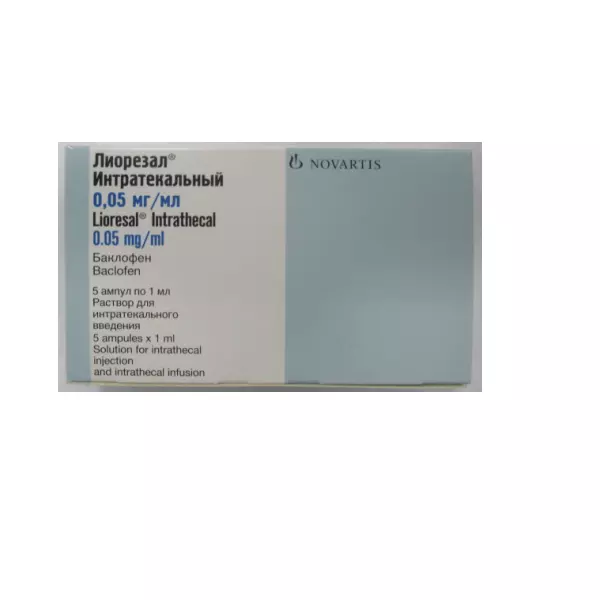 Лиорезал®
Интратекальный
0,05 мг/мл
Lioresal® Intrathecal
0.05 mg/ml
Баклофен
Baclofen
5 ампул по 1 мл
Раствор для
интратекального
введения
5 ampules x 1 ml
Solution for intrathecal
injection
and intrathecal infusion
NOVARTIS